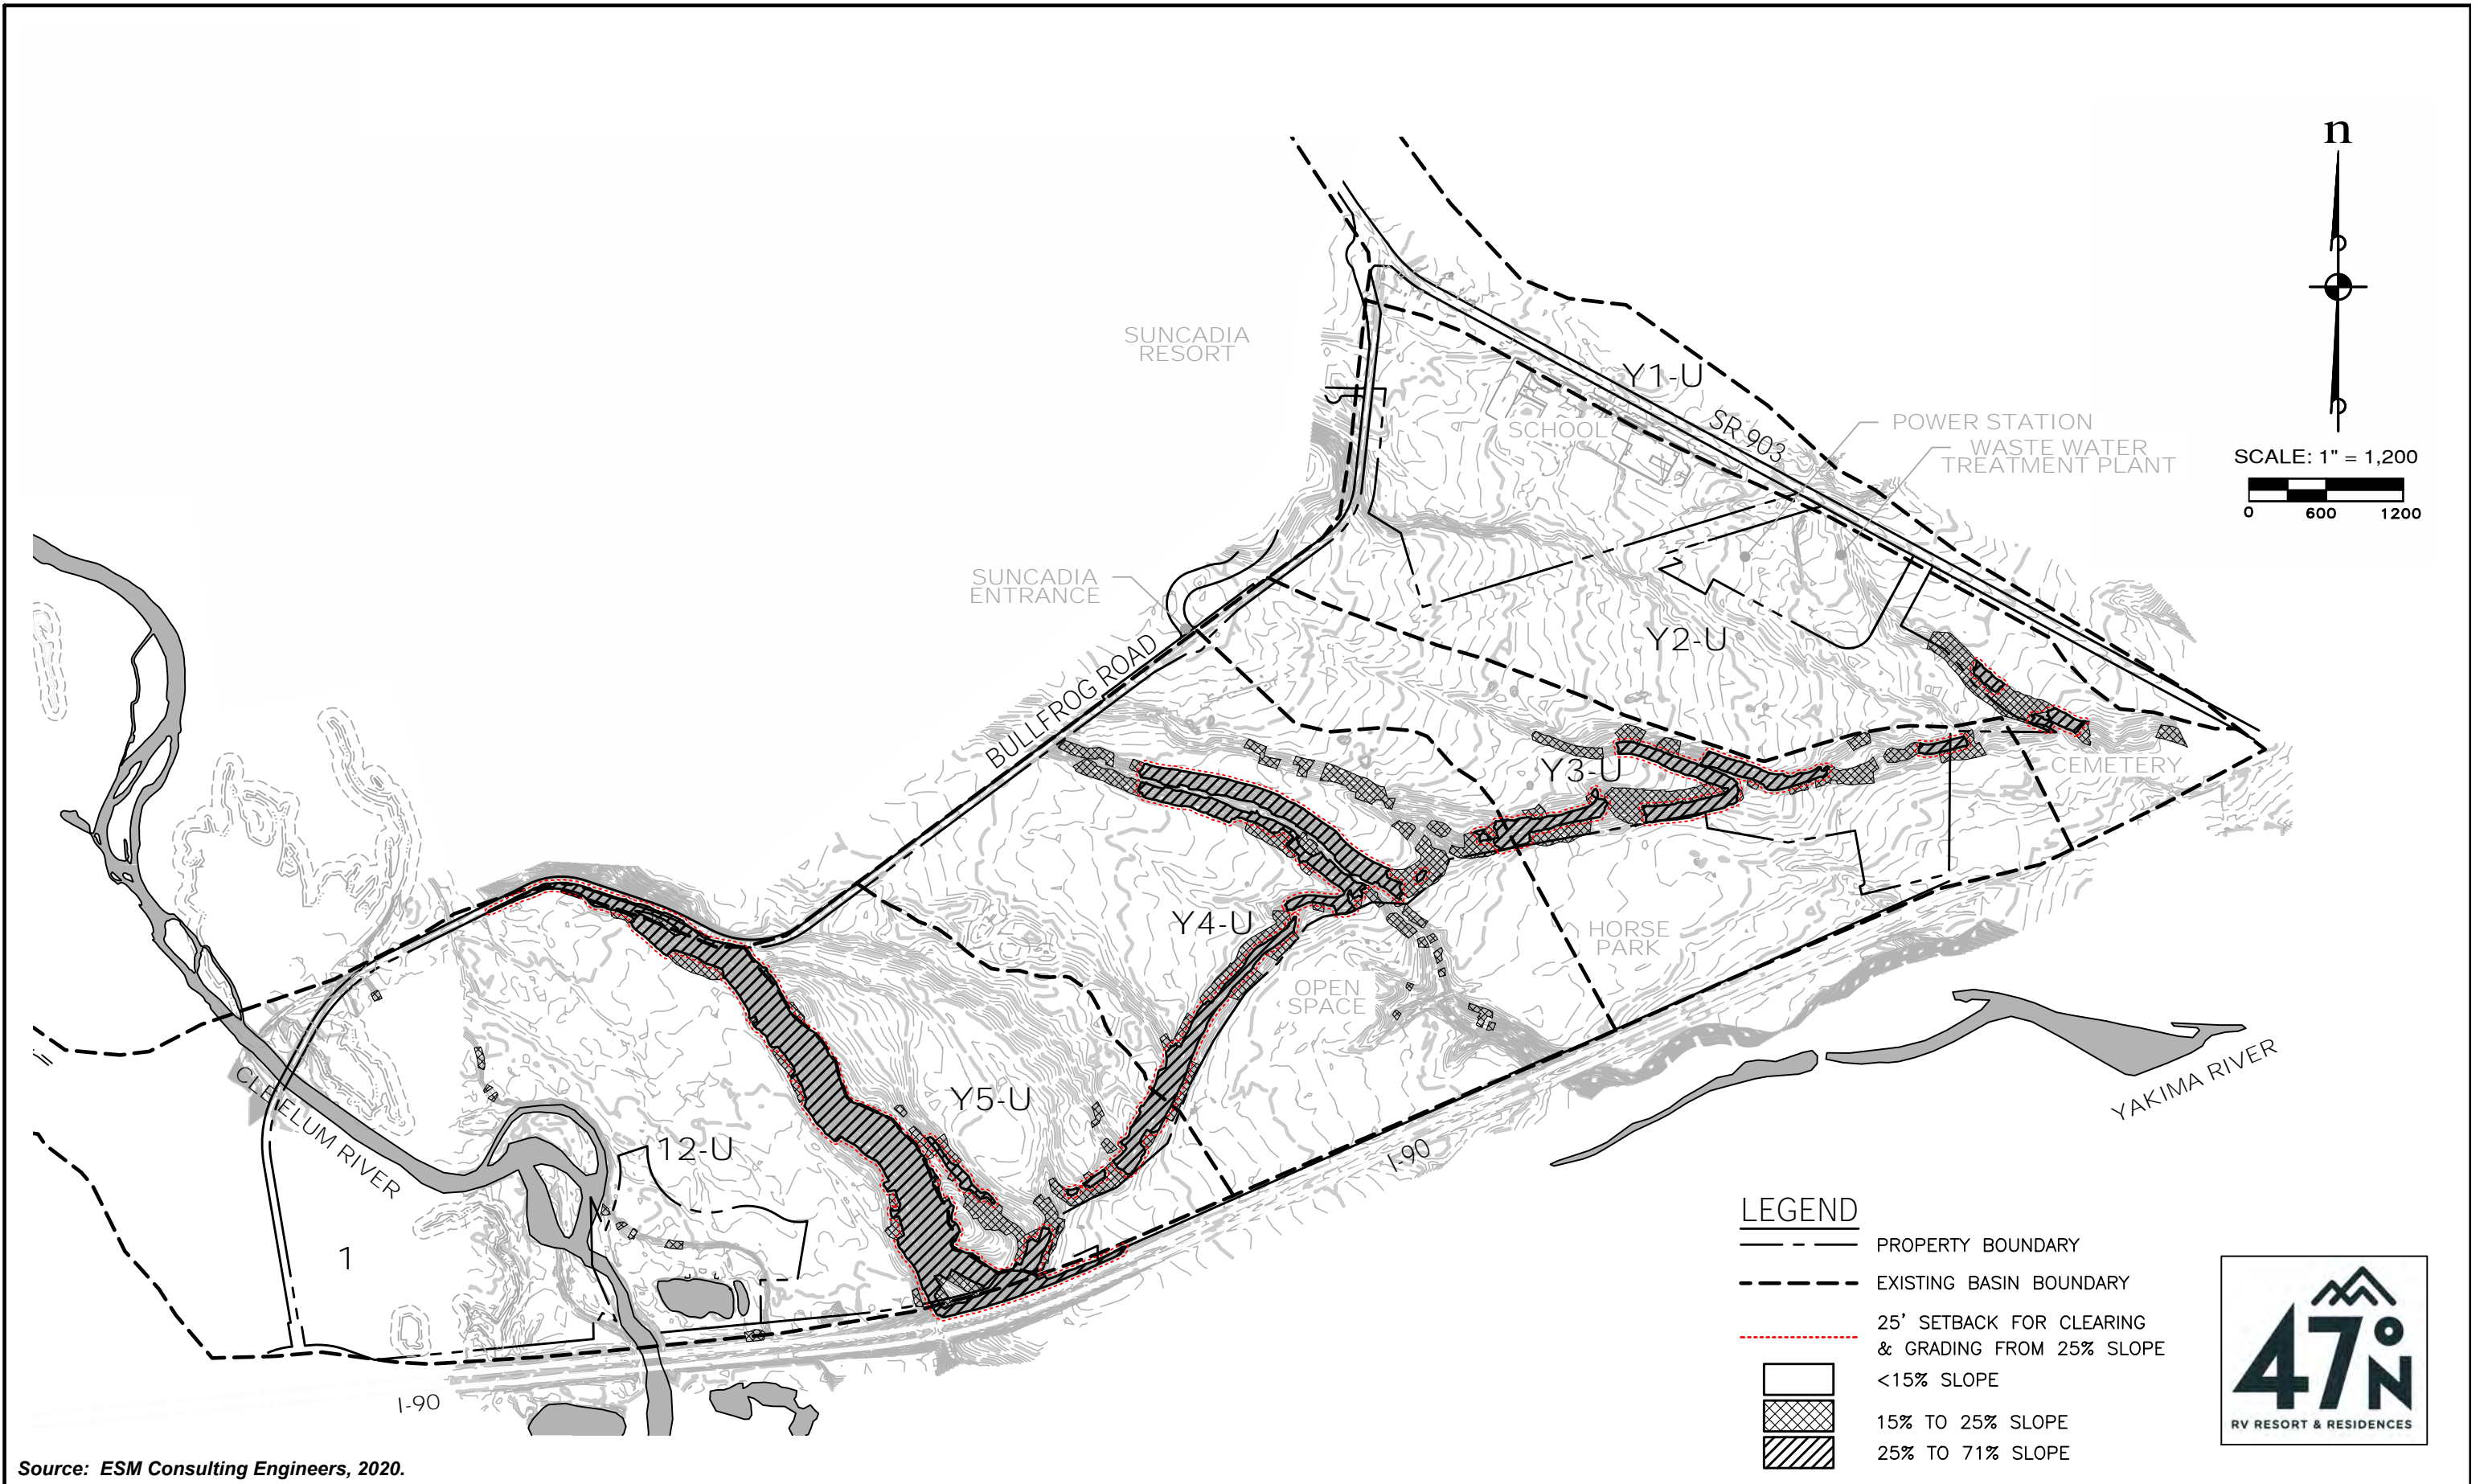 n
SCALE: 1" = 1,200
0 600 1200
SUNCADIA
RESORT
Y1-U
SR 903
SCHOOL
POWER STATION
WASTE WATER
TREATMENT PLANT
SUNCADIA
ENTRANCE
BULLFROG ROAD
Y2-U
Y3-U
CEMETERY
Y4-U
HORSE
PARK
OPEN
SPACE
Y5-U
YAKIMA RIVER
CLE ELUM RIVER
12-U
I-90
1
I-90
LEGEND
PROPERTY BOUNDARY
EXISTING BASIN BOUNDARY
25' SETBACK FOR CLEARING
& GRADING FROM 25% SLOPE
<15% SLOPE
15% TO 25% SLOPE
25% TO 71% SLOPE
47°N
RV RESORT & RESIDENCES
Source: ESM Consulting Engineers, 2020.